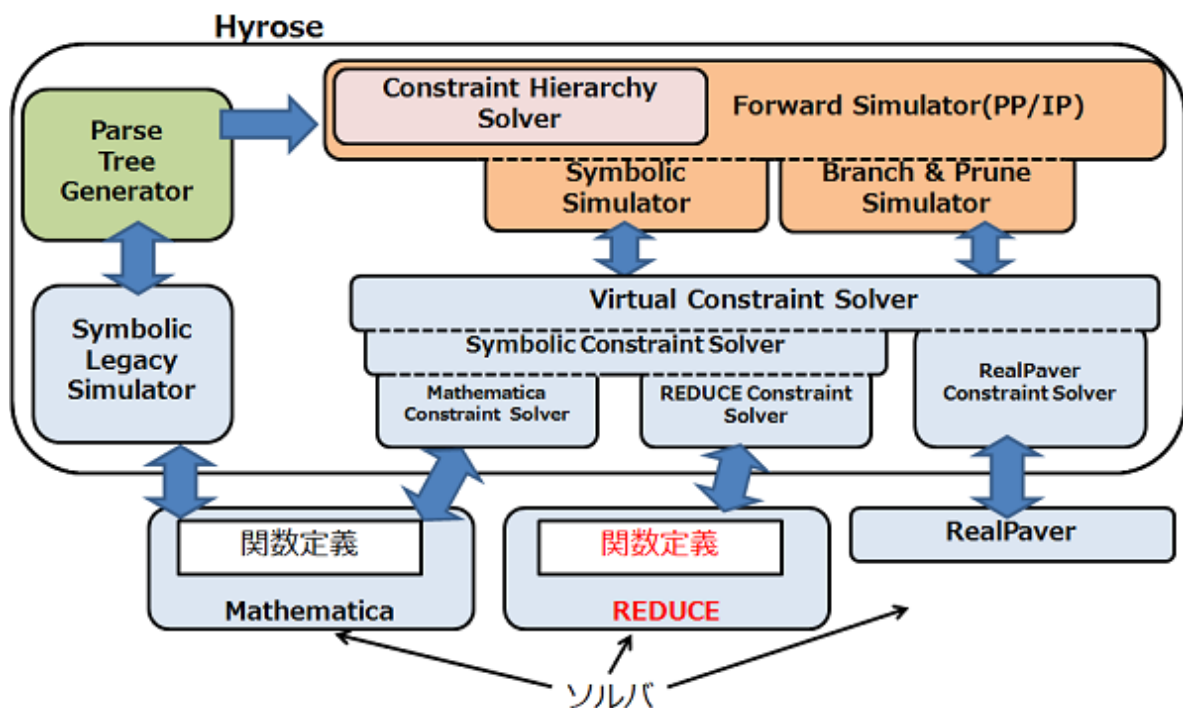 Hyrose
Constraint Hierarchy
Solver
Forward Simulator(PP/IP)
Parse
Tree
Generator
Symbolic
Simulator
Branch & Prune
Simulator
Virtual Constraint Solver
Symbolic
Legacy
Simulator
Symbolic Constraint Solver
Mathematica
Constraint Solver
REDUCE Constraint
Solver
RealPaver
Constraint Solver
関数定義
Mathematica
関数定義
REDUCE
RealPaver
ソルバ